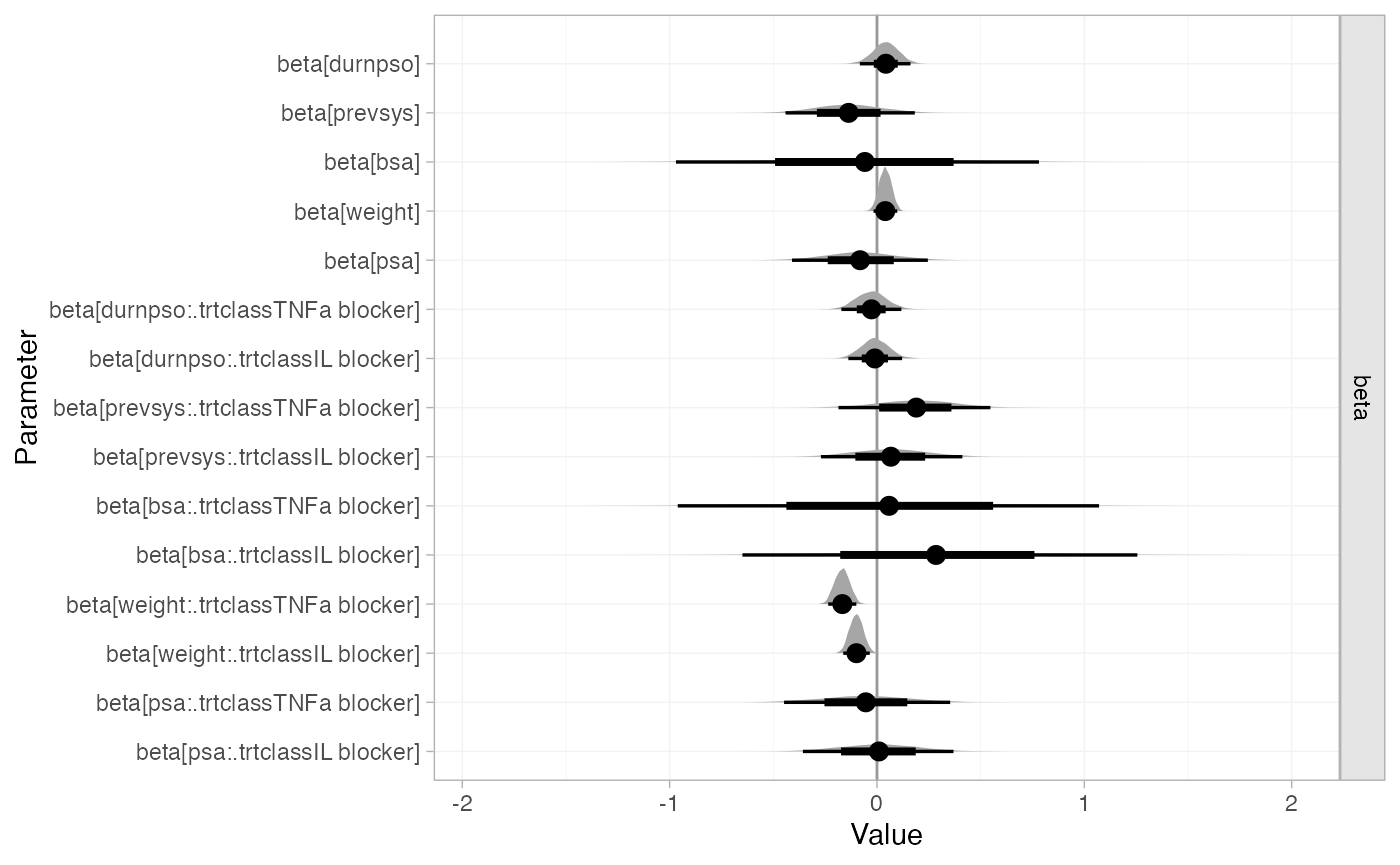 beta[durnpso]
beta[prevsys]
beta[bsa]
beta[weight]
beta[psa]
beta[durnpso:.trtclassTNFa blocker]
beta[durnpso:.trtclassIL blocker]
beta[prevsys:.trtclassTNFa blocker]
beta[prevsys:.trtclassIL blocker]
beta[bsa:.trtclassTNFa blocker]
beta[bsa:.trtclassIL blocker]
beta[weight:.trtclassTNFa blocker]
beta[weight:.trtclassIL blocker]
beta[psa:.trtclassTNFa blocker]
beta[psa:.trtclassIL blocker]
Parameter
beta
-2 -1 0 1 2
Value